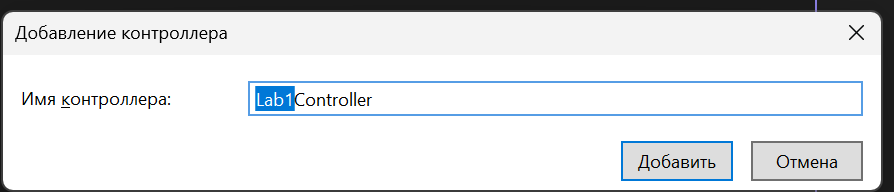 Добавление контроллера
Имя контроллера:
Lab1Controller
Добавить
Отмена